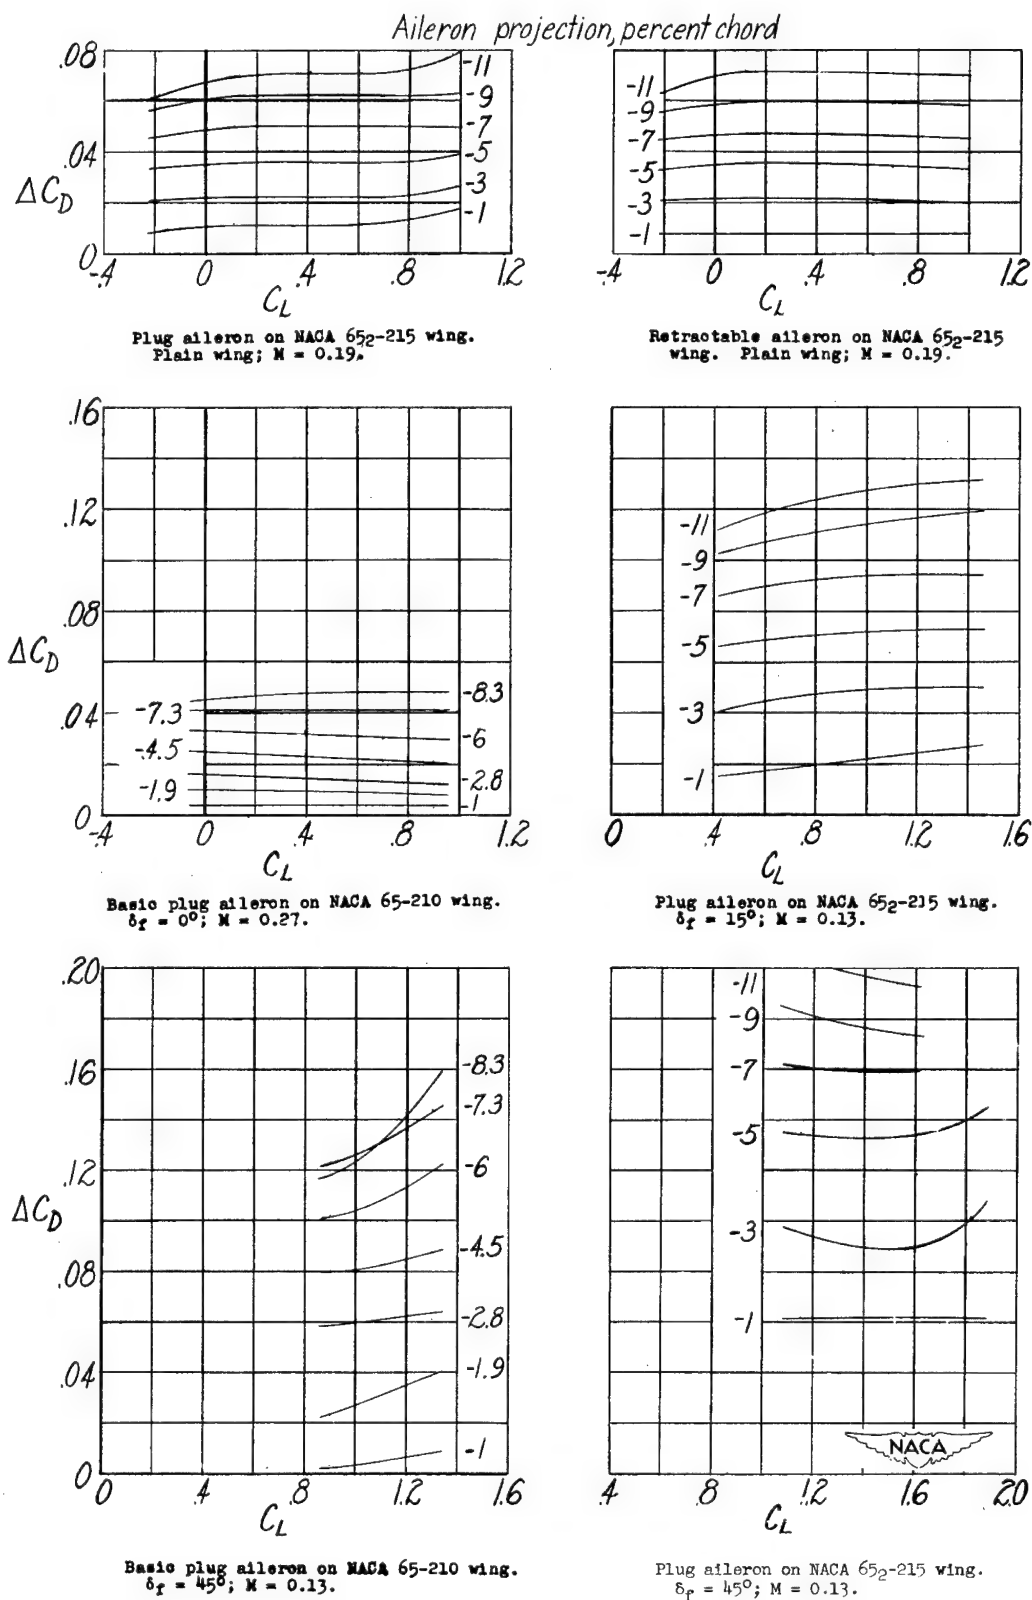 Aileron projection, percent chord
.08
.04
0
ΔC_D
-11
-9
-7
-5
-3
-1
-.4 0 .4 .8 1.2
C_L
Plug aileron on NACA 65₂-215 wing.
Plain wing; M = 0.19.
-11
-9
-7
-5
-3
-1
-.4 0 .4 .8 1.2
C_L
Retractable aileron on NACA 65₂-215
wing. Plain wing; M = 0.19.
.16
.12
.08
.04
0
ΔC_D
-7.3
-4.5
-1.9
-8.3
-6
-2.8
-1
-.4 0 .4 .8 1.2
C_L
Basic plug aileron on NACA 65-210 wing.
δf = 0°; M = 0.27.
-11
-9
-7
-5
-3
-1
0 .4 .8 1.2 1.6
C_L
Plug aileron on NACA 65₂-215 wing.
δf = 15°; M = 0.13.
.20
.16
.12
.08
.04
0
ΔC_D
-8.3
-7.3
-6
-4.5
-2.8
-1.9
-1
0 .4 .8 1.2 1.6
C_L
Basic plug aileron on NACA 65-210 wing.
δf = 45°; M = 0.13.
-11
-9
-7
-5
-3
-1
NACA
.4 .8 1.2 1.6 2.0
C_L
Plug aileron on NACA 65₂-215 wing.
δf = 45°; M = 0.13.